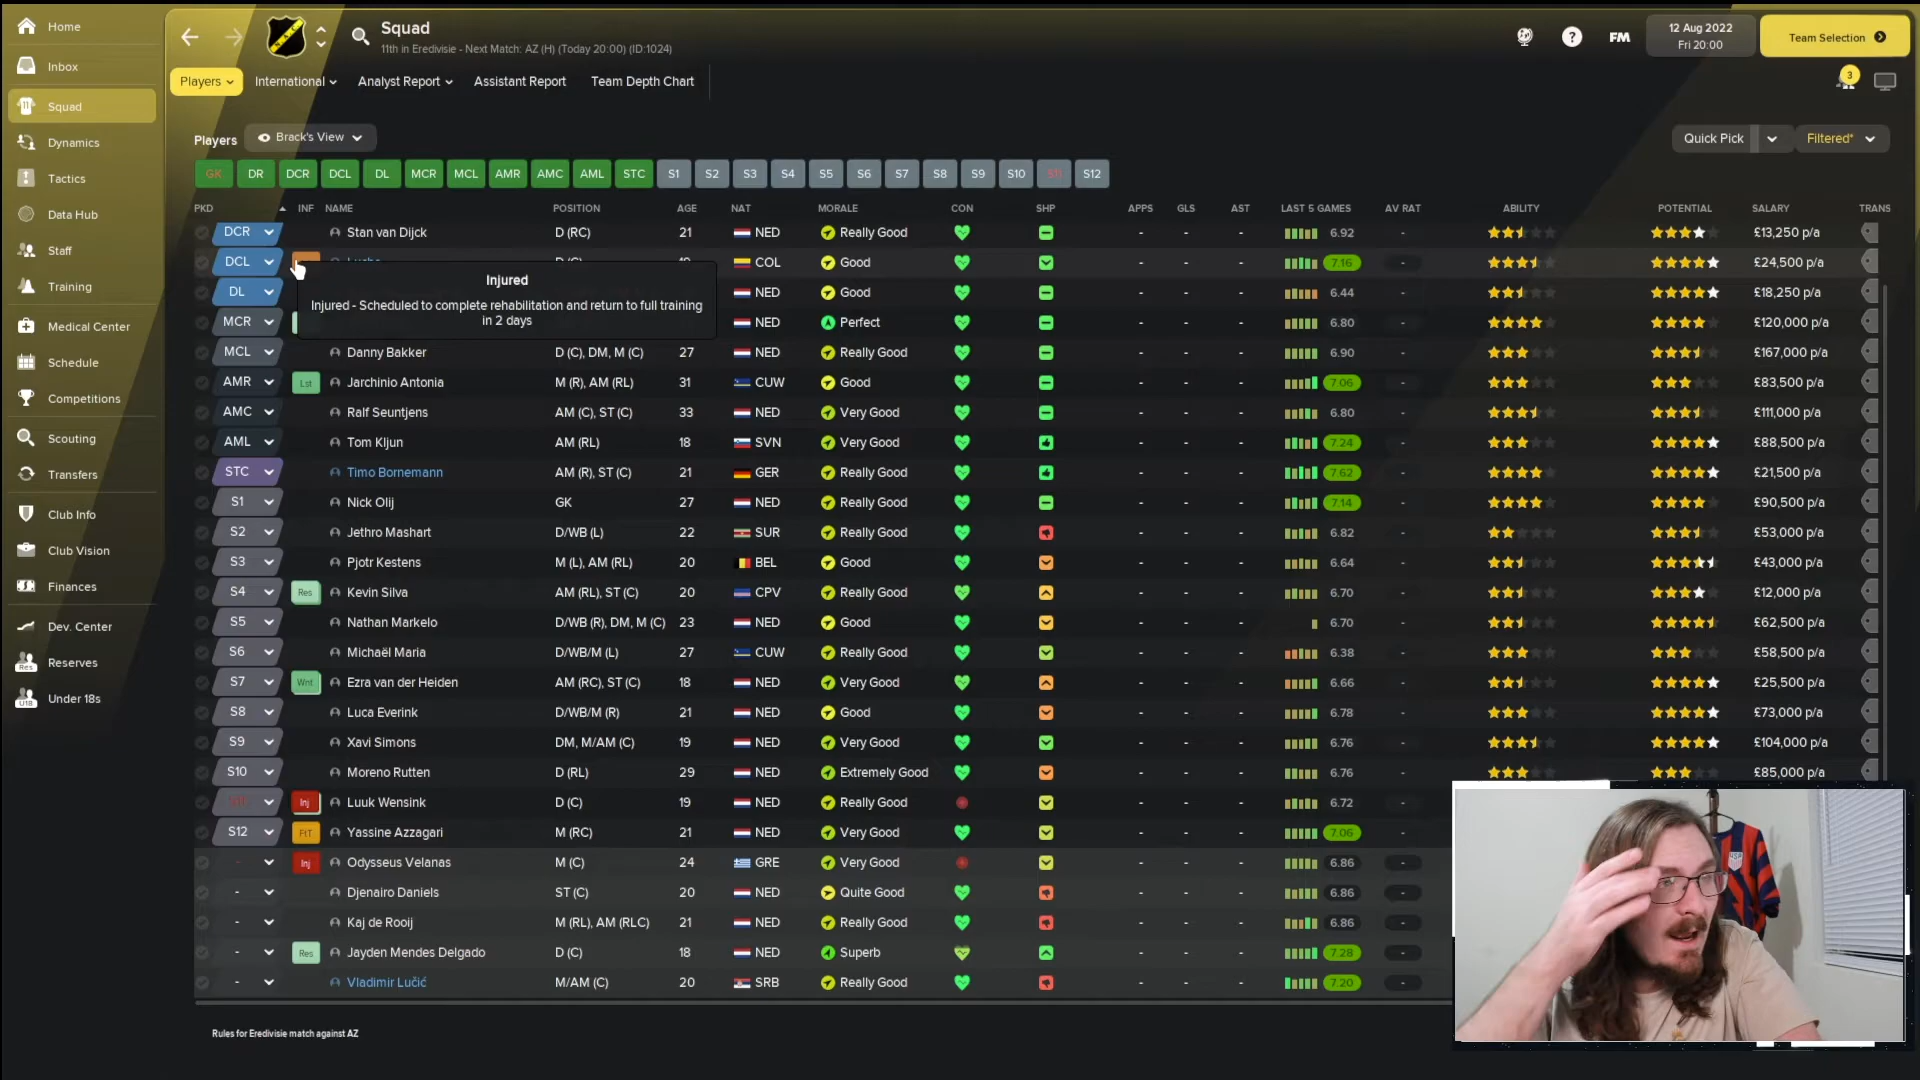 Home
Inbox
Squad
Dynamics
Tactics
Data Hub
Staff
Training
Medical Center
Schedule
Competitions
Scouting
Transfers
Club Info
Club Vision
Finances
Dev. Center
Reserves
Under 18s
Squad
11th in Eredivisie - Next Match: AZ (H) (Today 20:00) (ID:1024)
FM
12 Aug 2022
Fri 20:00
Team Selection
Players International Analyst Report Assistant Report Team Depth Chart
3
Players Brack's View Quick Pick Filtered*
GK DR DCR DCL DL MCR MCL AMR AMC AML STC S1 S2 S3 S4 S5 S6 S7 S8 S9 S10 S11 S12
PKD INF NAME POSITION AGE NAT MORALE CON SHP APPS GLS AST LAST 5 GAMES AV RAT ABILITY POTENTIAL SALARY TRANS
DCR Stan van Dijck D (RC) 21 NED Really Good - - - 6.92 £13,250 p/a
DCL COL Good - - - 7.16 - £24,500 p/a
DL NED Good - - - 6.44 - £18,250 p/a
MCR NED Perfect - - - 6.80 - £120,000 p/a
Injured
Injured - Scheduled to complete rehabilitation and return to full training
in 2 days
MCL Danny Bakker D (C), DM, M (C) 27 NED Really Good - - - 6.90 - £167,000 p/a
AMR Lst Jarchinio Antonia M (R), AM (RL) 31 CUW Good - - - 7.06 - £83,500 p/a
AMC Ralf Seuntjens AM (C), ST (C) 33 NED Very Good - - - 6.80 - £111,000 p/a
AML Tom Kljun AM (RL) 18 SVN Very Good - - - 7.24 - £88,500 p/a
STC Timo Bornemann AM (R), ST (C) 21 GER Really Good - - - 7.62 - £21,500 p/a
S1 Nick Olij GK 27 NED Really Good - - - 7.14 - £90,500 p/a
S2 Jethro Mashart D/WB (L) 22 SUR Really Good - - - 6.82 - £53,000 p/a
S3 Pjotr Kestens M (L), AM (RL) 20 BEL Good - - - 6.64 - £43,000 p/a
S4 Res Kevin Silva AM (RL), ST (C) 20 CPV Really Good - - - 6.70 - £12,000 p/a
S5 Nathan Markelo D/WB (R), DM, M (C) 23 NED Good - - - 6.70 - £62,500 p/a
S6 Michaël Maria D/WB/M (L) 27 CUW Really Good - - - 6.38 - £58,500 p/a
S7 Wnt Ezra van der Heiden AM (RC), ST (C) 18 NED Very Good - - - 6.66 - £25,500 p/a
S8 Luca Everink D/WB/M (R) 21 NED Good - - - 6.78 - £73,000 p/a
S9 Xavi Simons DM, M/AM (C) 19 NED Very Good - - - 6.76 - £104,000 p/a
S10 Moreno Rutten D (RL) 29 NED Extremely Good - - - 6.76 - £85,000 p/a
Inj Luuk Wensink D (C) 19 NED Really Good - - - 6.72 -
S12 FrT Yassine Azzagari M (RC) 21 NED Very Good - - - 7.06 -
- Inj Odysseus Velanas M (C) 24 GRE Very Good - - - 6.86 -
- Djenairo Daniels ST (C) 20 NED Quite Good - - - 6.86 -
- Kaj de Rooij M (RL), AM (RLC) 21 NED Really Good - - - 6.86 -
- Res Jayden Mendes Delgado D (C) 18 NED Superb - - - 7.28 -
- Vladimir Lučić M/AM (C) 20 SRB Really Good - - - 7.20 -
Rules for Eredivisie match against AZ